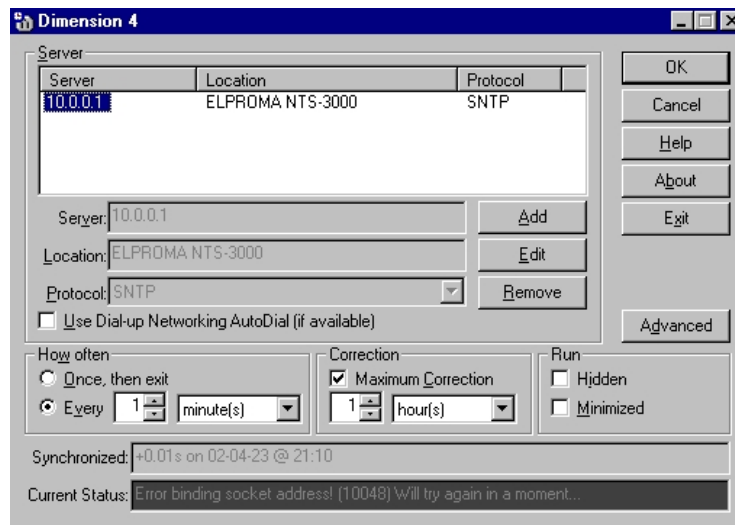 Dimension 4
Server
Server Location Protocol
10.0.0.1 ELPROMA NTS-3000 SNTP
Server: 10.0.0.1
Add
Location: ELPROMA NTS-3000
Edit
Protocol: SNTP
Remove
Use Dial-up Networking AutoDial (if available)
OK
Cancel
Help
About
Exit
Advanced
How often
Once, then exit
Every 1 minute(s)
Correction
Maximum Correction
1 hour(s)
Run
Hidden
Minimized
Synchronized: +0.01s on 02-04-23 @ 21:10
Current Status: Error binding socket address! (10048) Will try again in a moment...